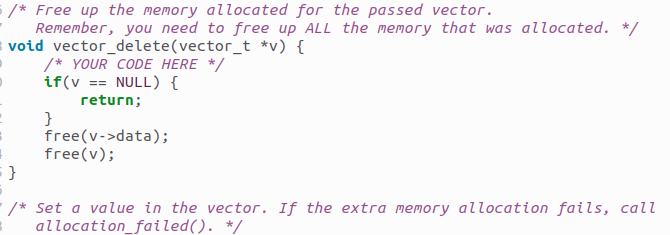 /* Free up the memory allocated for the passed vector.
   Remember, you need to free up ALL the memory that was allocated. */
void vector_delete(vector_t *v) {
    /* YOUR CODE HERE */
    if(v == NULL) {
        return;
    }
    free(v->data);
    free(v);
}

/* Set a value in the vector. If the extra memory allocation fails, call
   allocation_failed(). */